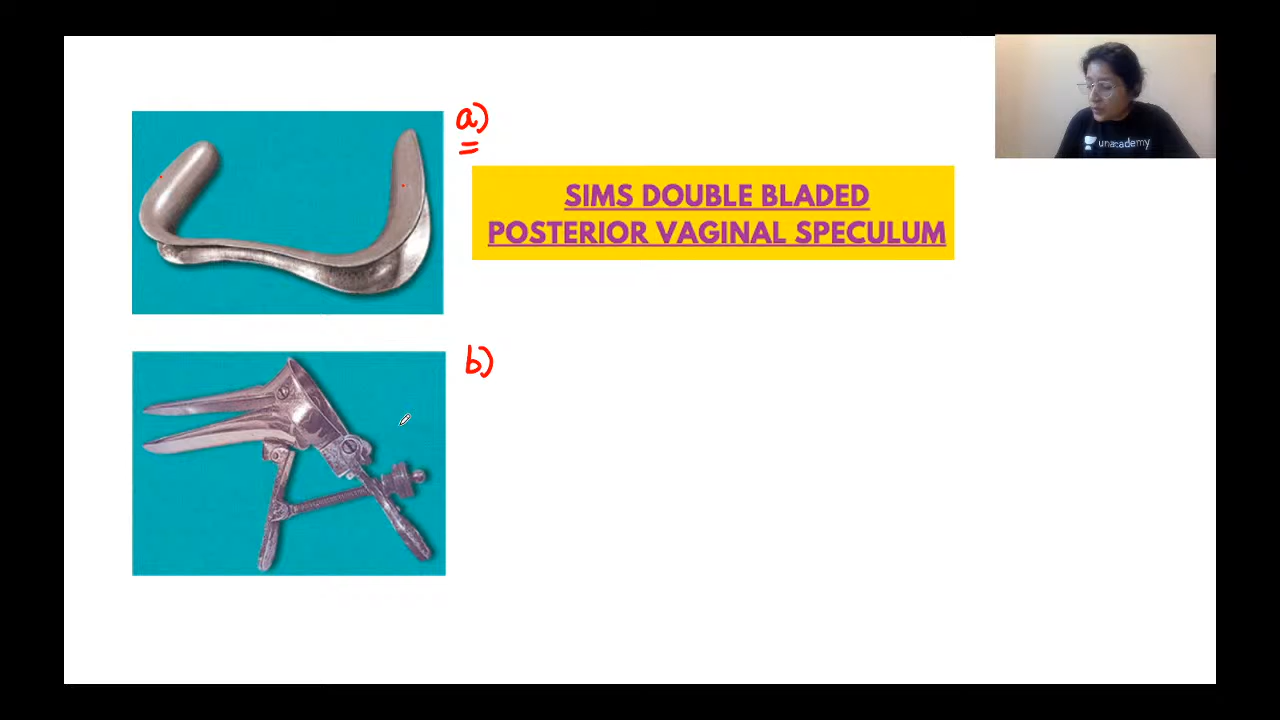 a)
=
SIMS DOUBLE BLADED
POSTERIOR VAGINAL SPECULUM
b)
unacademy